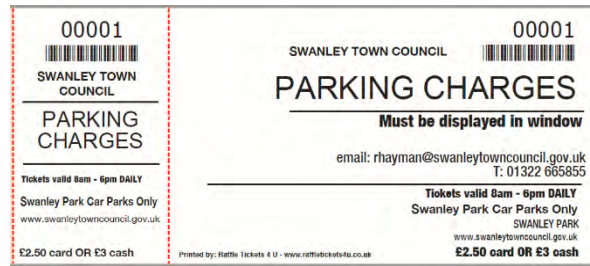 00001
SWANLEY TOWN
COUNCIL
PARKING
CHARGES
Tickets valid 8am - 6pm DAILY
Swanley Park Car Parks Only
www.swanleytowncouncil.gov.uk
£2.50 card OR £3 cash
00001
SWANLEY TOWN COUNCIL
PARKING CHARGES
Must be displayed in window
email: rhayman@swanleytowncouncil.gov.uk
T: 01322 665855
Tickets valid 8am - 6pm DAILY
Swanley Park Car Parks Only
SWANLEY PARK
www.swanleytowncouncil.gov.uk
Printed by: Raffle Tickets 4 U - www.raffletickets4u.co.uk
£2.50 card OR £3 cash